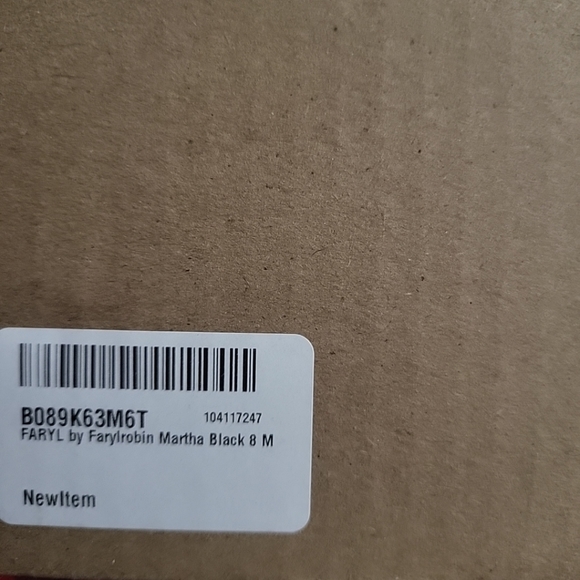 B089K63M6T 104117247
FARYL by Farylrobin Martha Black 8 M
NewItem